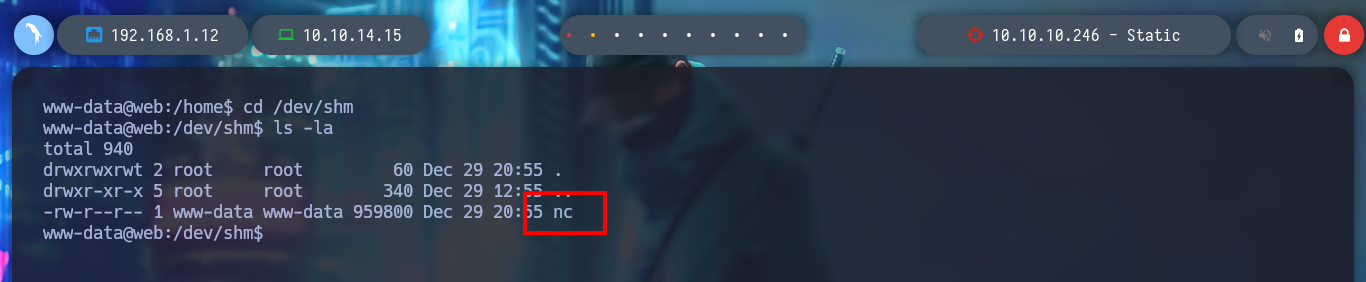 192.168.1.12 10.10.14.15 10.10.10.246 - Static
www-data@web:/home$ cd /dev/shm
www-data@web:/dev/shm$ ls -la
total 940
drwxrwxrwt 2 root     root         60 Dec 29 20:55 .
drwxr-xr-x 5 root     root        340 Dec 29 12:55 ..
-rw-r--r-- 1 www-data www-data 959800 Dec 29 20:55 nc
www-data@web:/dev/shm$